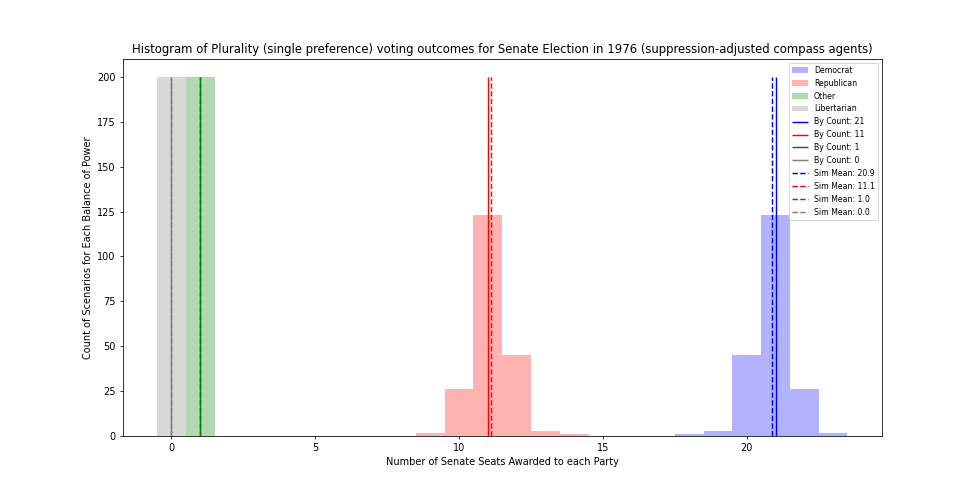 Histogram of Plurality (single preference) voting outcomes for Senate Election in 1976 (suppression-adjusted compass agents)
Count of Scenarios for Each Balance of Power
200
175
150
125
100
75
50
25
0
Democrat
Republican
Other
Libertarian
By Count: 21
By Count: 11
By Count: 1
By Count: 0
Sim Mean: 20.9
Sim Mean: 11.1
Sim Mean: 1.0
Sim Mean: 0.0
0 5 10 15 20
Number of Senate Seats Awarded to each Party